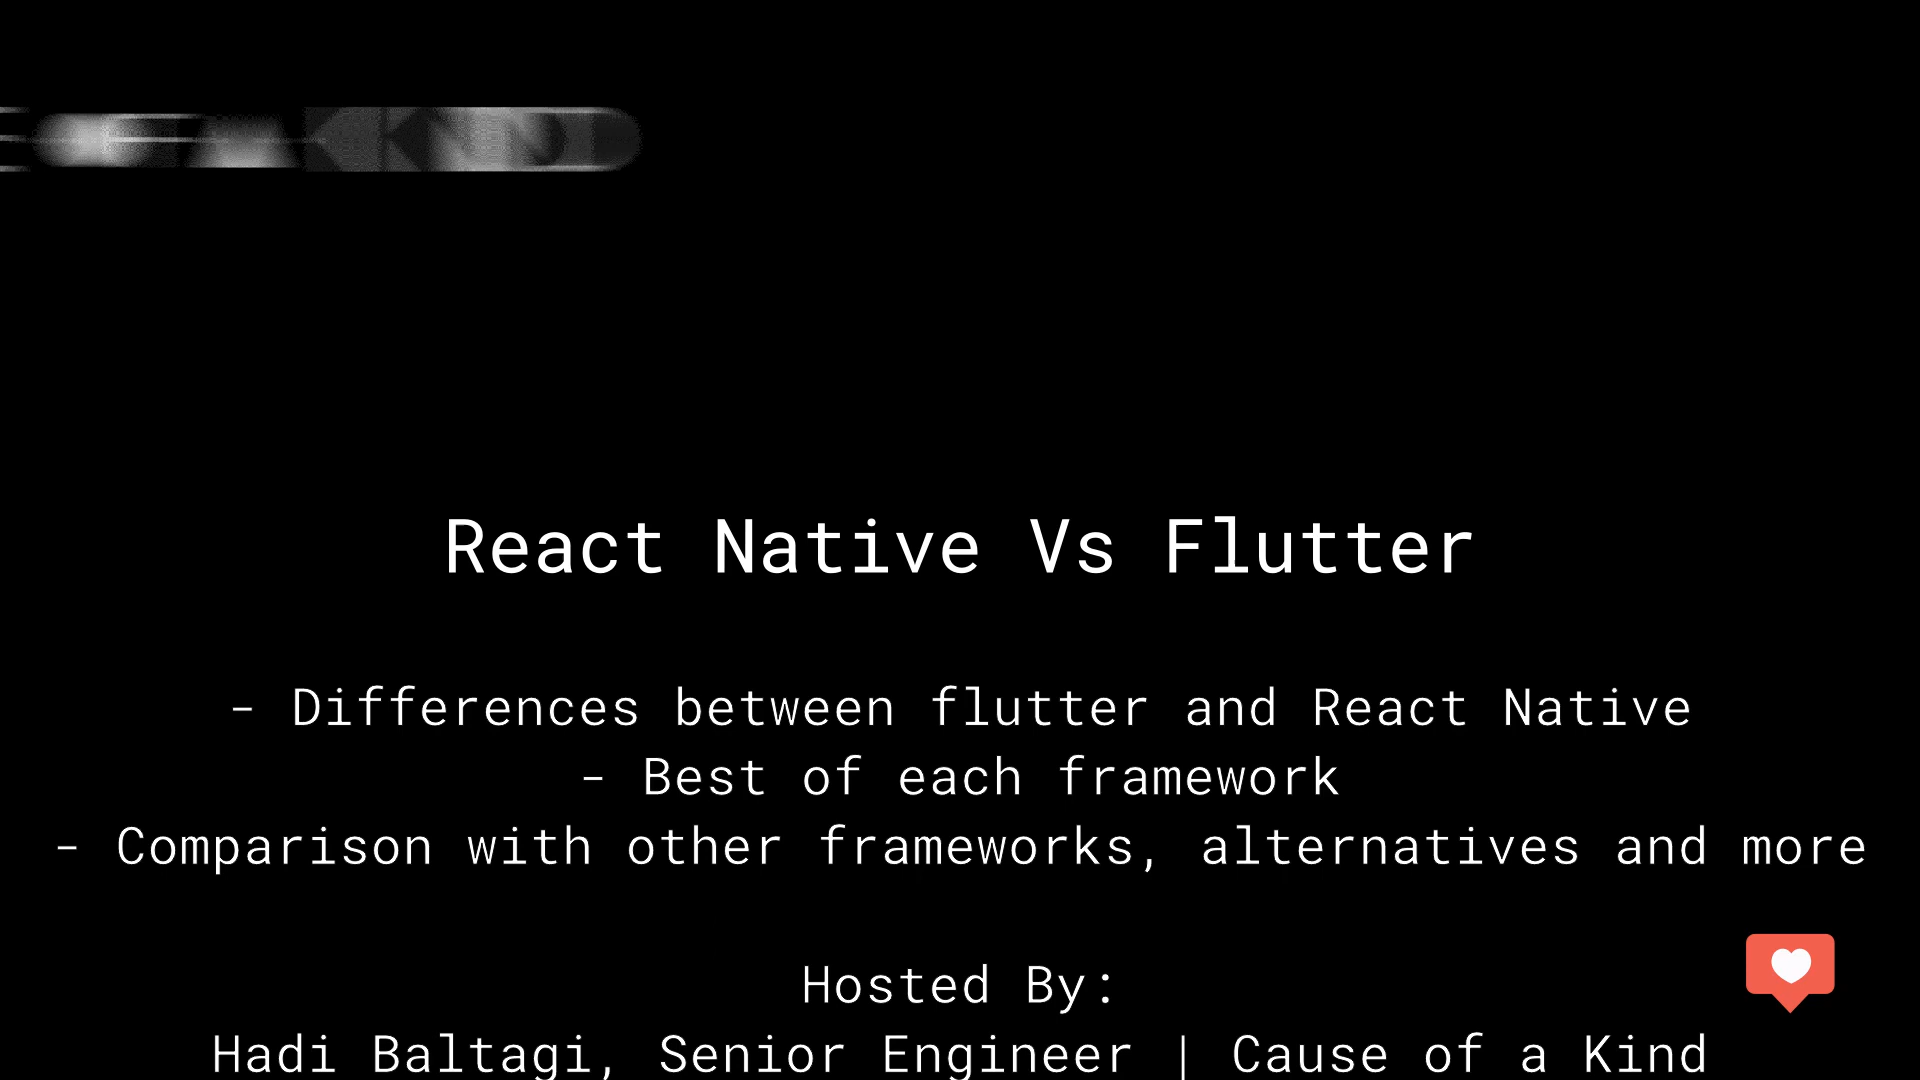 React Native Vs Flutter
- Differences between flutter and React Native
- Best of each framework
- Comparison with other frameworks, alternatives and more
Hosted By:
Hadi Baltagi, Senior Engineer | Cause of a Kind